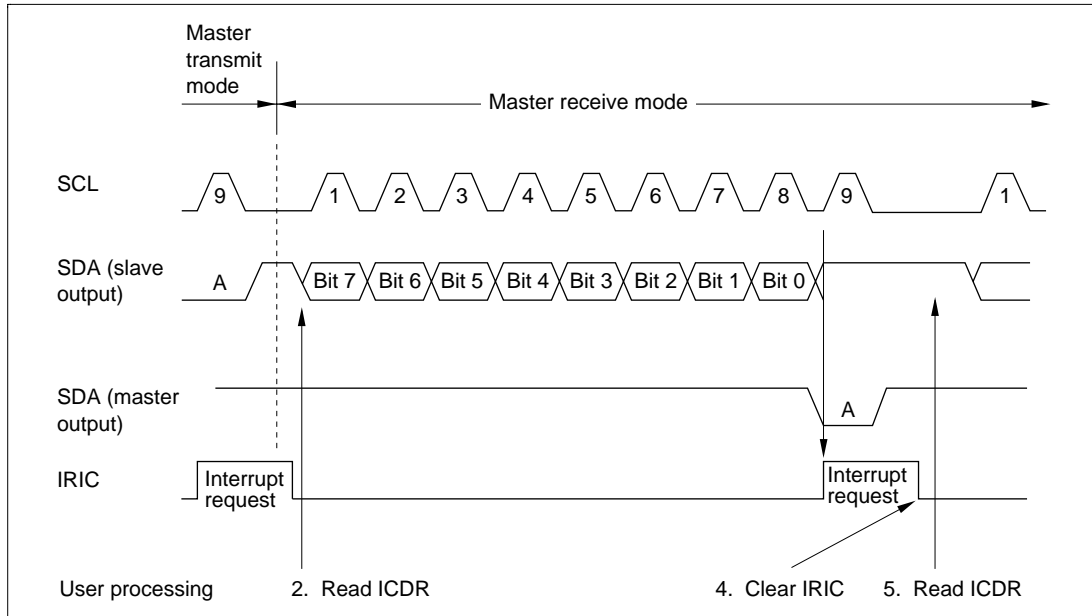 Master
transmit
mode
Master receive mode
SCL
9 1 2 3 4 5 6 7 8 9 1
SDA (slave
output)
A Bit 7 Bit 6 Bit 5 Bit 4 Bit 3 Bit 2 Bit 1 Bit 0
SDA (master
output)
A
IRIC
Interrupt
request
Interrupt
request
User processing 2. Read ICDR 4. Clear IRIC 5. Read ICDR